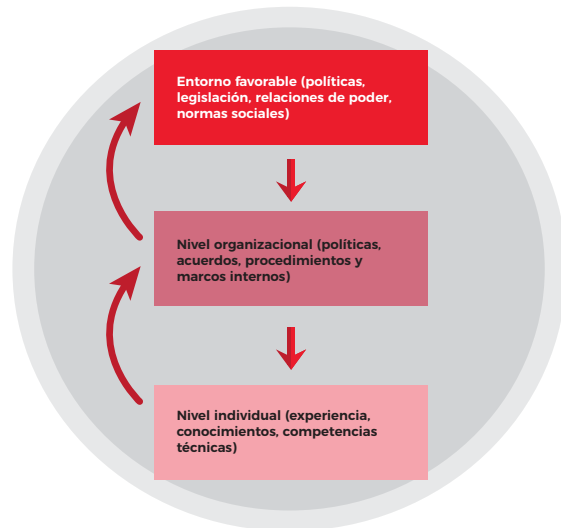 Entorno favorable (políticas,
legislación, relaciones de poder,
normas sociales)
Nivel organizacional (políticas,
acuerdos, procedimientos y
marcos internos)
Nivel individual (experiencia,
conocimientos, competencias
técnicas)